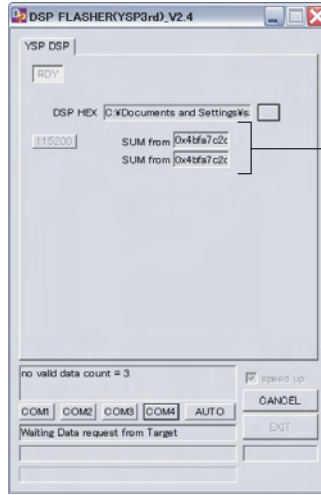 DSP FLASHER(YSP3rd)_V2.4
YSP DSP
RDY
DSP HEX C:¥Documents and Settings¥s
115200
SUM from 0x4bfa7c2c
SUM from 0x4bfa7c2c
no valid data count = 3
speed up
COM1 COM2 COM3 COM4 AUTO
CANCEL
Waiting Data request from Target
EXIT